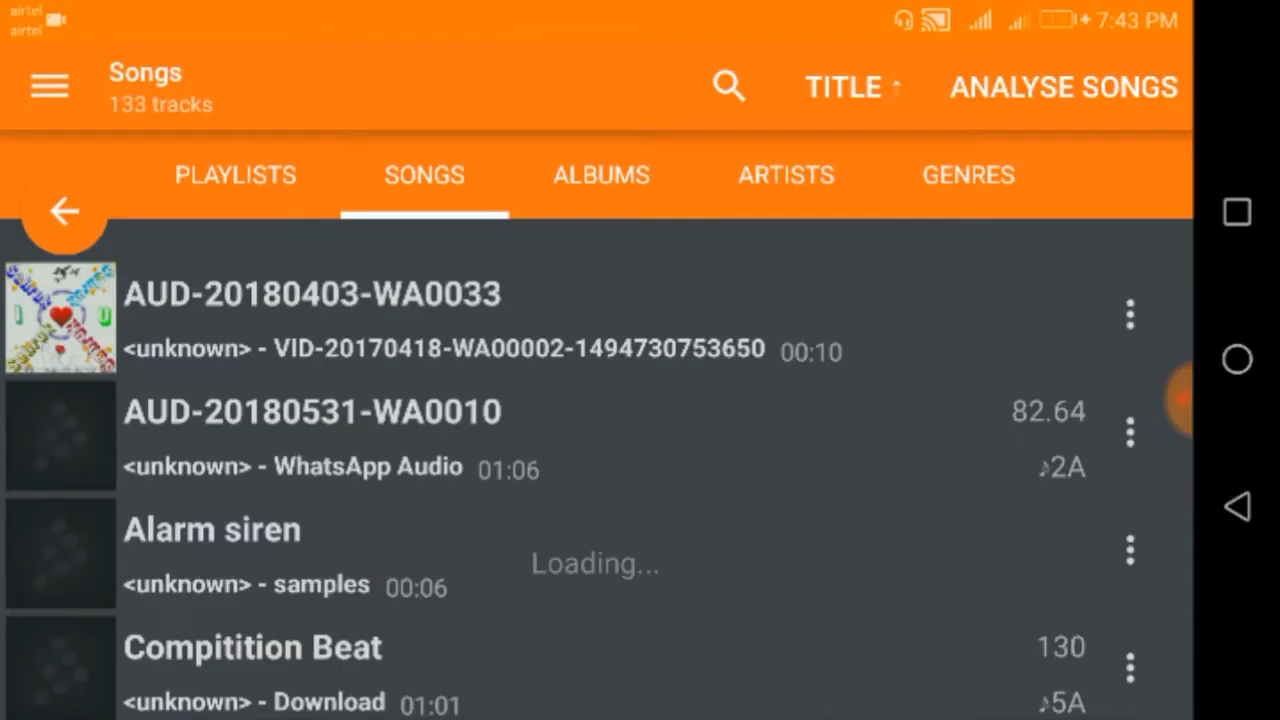 airtel
airtel
7:43 PM
Songs
133 tracks
TITLE ↑
ANALYSE SONGS
PLAYLISTS
SONGS
ALBUMS
ARTISTS
GENRES
AUD-20180403-WA0033
<unknown> - VID-20170418-WA00002-1494730753650 00:10
AUD-20180531-WA0010
82.64
<unknown> - WhatsApp Audio 01:06
♪2A
Alarm siren
Loading...
<unknown> - samples 00:06
Compitition Beat
130
<unknown> - Download 01:01
♪5A